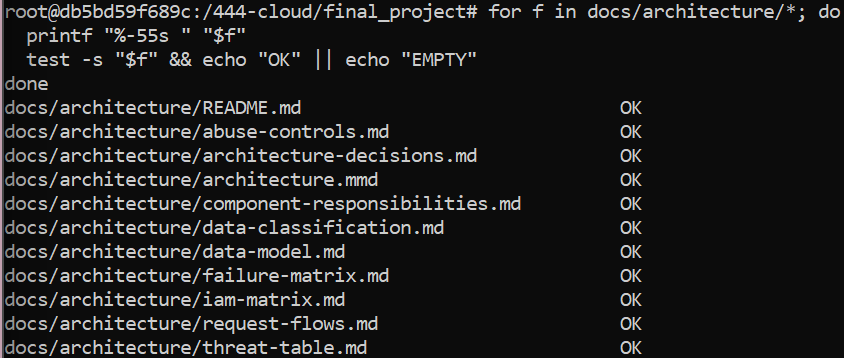 root@db5bd59f689c:/444-cloud/final_project# for f in docs/architecture/*; do
  printf "%-55s " "$f"
  test -s "$f" && echo "OK" || echo "EMPTY"
done
docs/architecture/README.md                             OK
docs/architecture/abuse-controls.md                     OK
docs/architecture/architecture-decisions.md             OK
docs/architecture/architecture.mmd                      OK
docs/architecture/component-responsibilities.md         OK
docs/architecture/data-classification.md                OK
docs/architecture/data-model.md                         OK
docs/architecture/failure-matrix.md                     OK
docs/architecture/iam-matrix.md                         OK
docs/architecture/request-flows.md                      OK
docs/architecture/threat-table.md                       OK